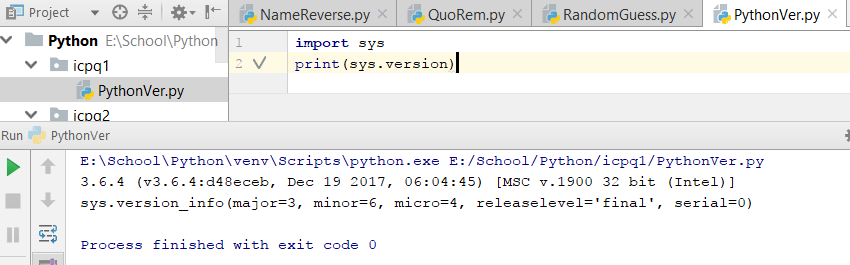 Project
NameReverse.py
QuoRem.py
RandomGuess.py
PythonVer.py
Python E:\School\Python
icpq1
PythonVer.py
icpq2
1 import sys
2 print(sys.version)
Run PythonVer
E:\School\Python\venv\Scripts\python.exe E:/School/Python/icpq1/PythonVer.py
3.6.4 (v3.6.4:d48eceb, Dec 19 2017, 06:04:45) [MSC v.1900 32 bit (Intel)]
sys.version_info(major=3, minor=6, micro=4, releaselevel='final', serial=0)
Process finished with exit code 0